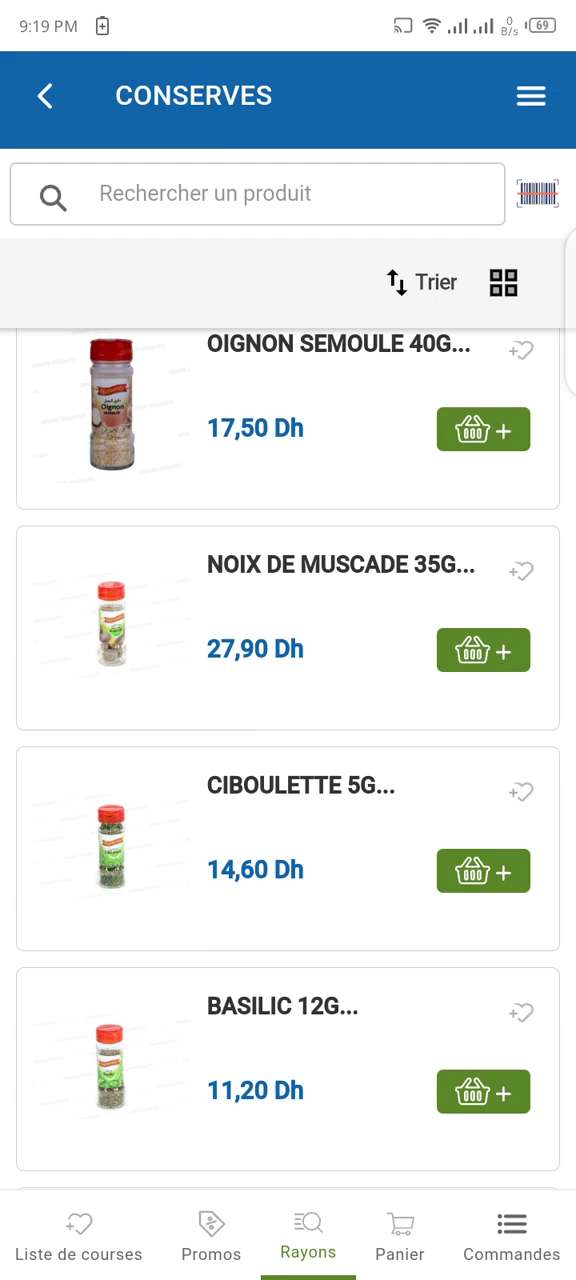 9:19 PM
0 B/s
69
CONSERVES
Rechercher un produit
Trier
OIGNON SEMOULE 40G...
Oignon
17,50 Dh
NOIX DE MUSCADE 35G...
27,90 Dh
CIBOULETTE 5G...
14,60 Dh
BASILIC 12G...
11,20 Dh
Liste de courses
Promos
Rayons
Panier
Commandes